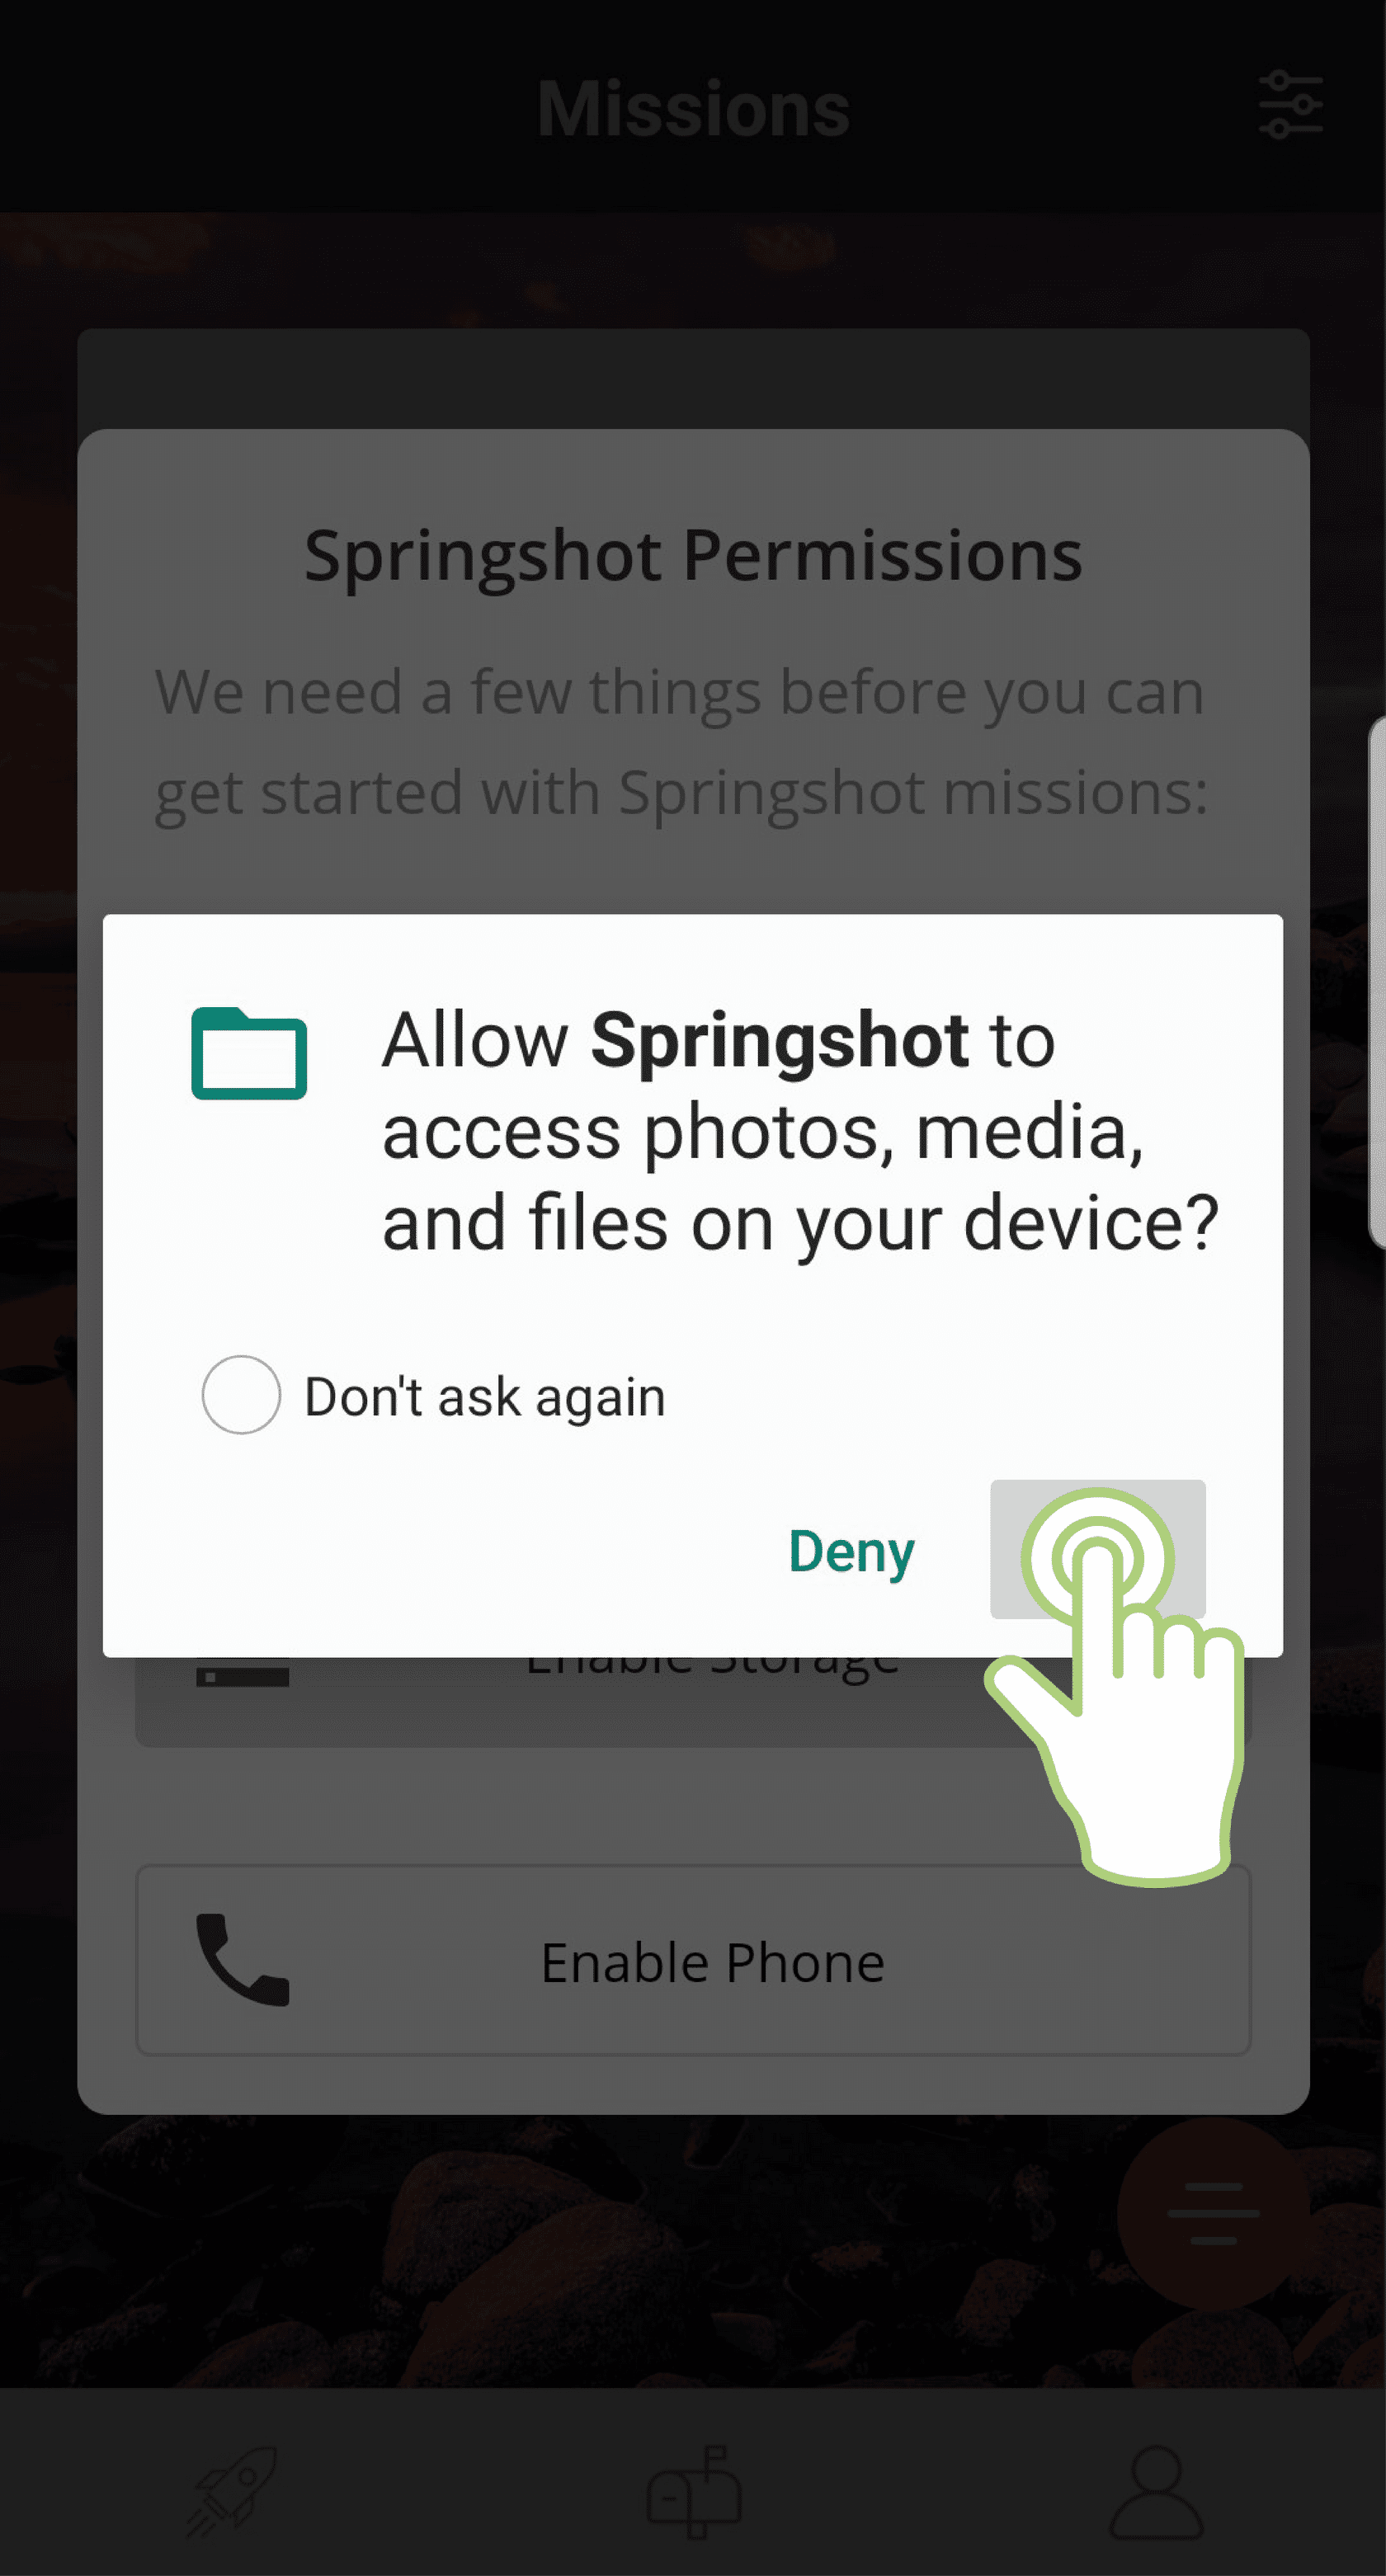 Missions
Springshot Permissions
We need a few things before you can
get started with Springshot missions:
Allow Springshot to
access photos, media,
and files on your device?
Don't ask again
Deny
Enable Storage
Enable Phone